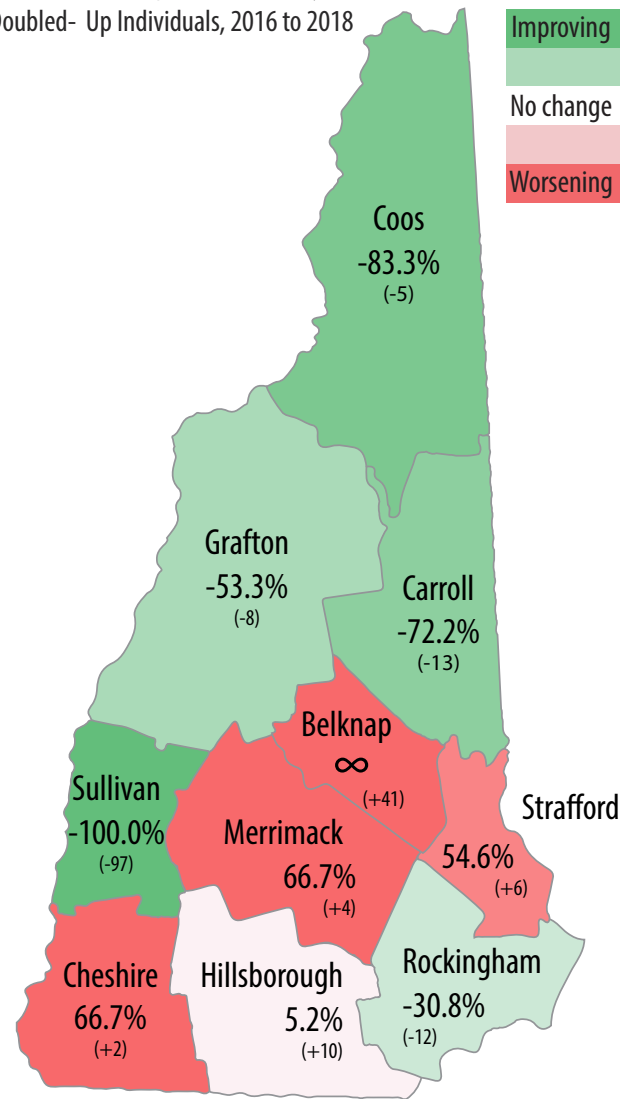 Doubled- Up Individuals, 2016 to 2018
Improving
No change
Worsening
Coos
-83.3%
(-5)
Grafton
-53.3%
(-8)
Carroll
-72.2%
(-13)
Belknap
∞
(+41)
Sullivan
-100.0%
(-97)
Merrimack
66.7%
(+4)
Strafford
54.6%
(+6)
Cheshire
66.7%
(+2)
Hillsborough
5.2%
(+10)
Rockingham
-30.8%
(-12)